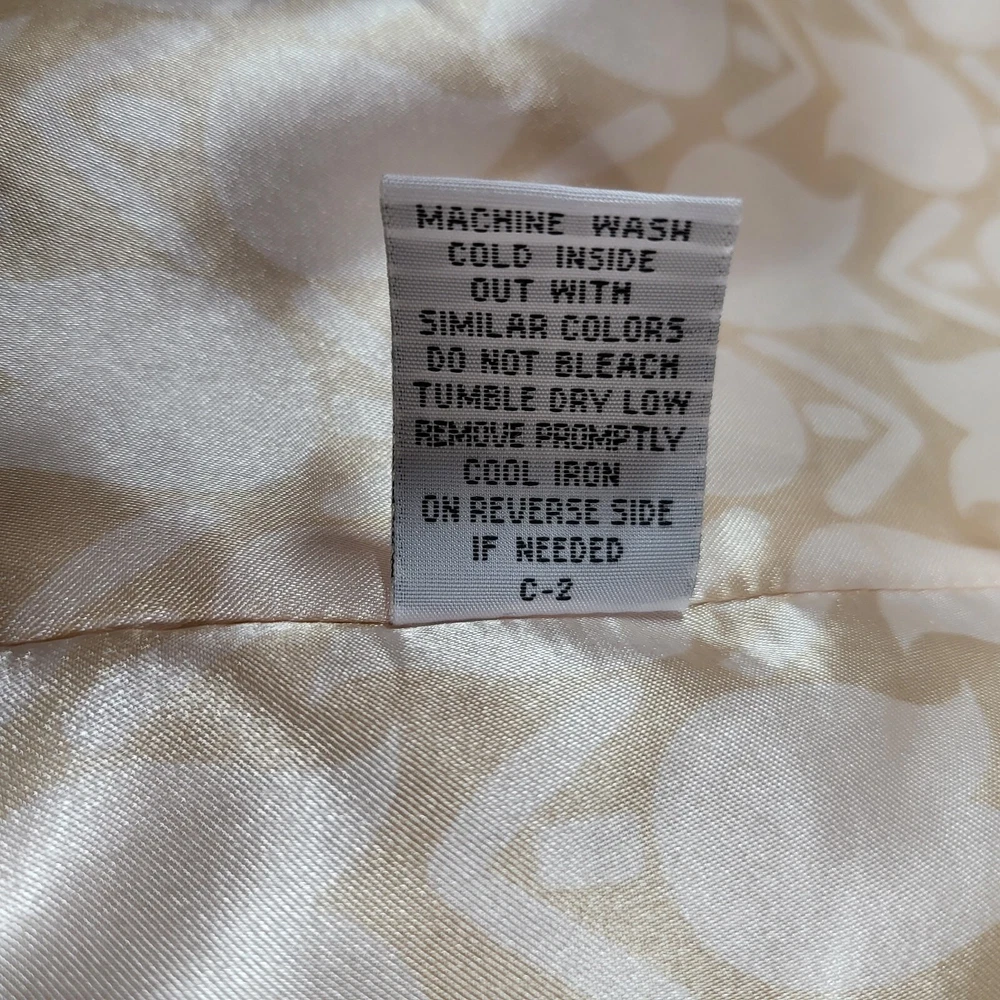 MACHINE WASH
COLD INSIDE
OUT WITH
SIMILAR COLORS
DO NOT BLEACH
TUMBLE DRY LOW
REMOVE PROMPTLY
COOL IRON
ON REVERSE SIDE
IF NEEDED
C-2